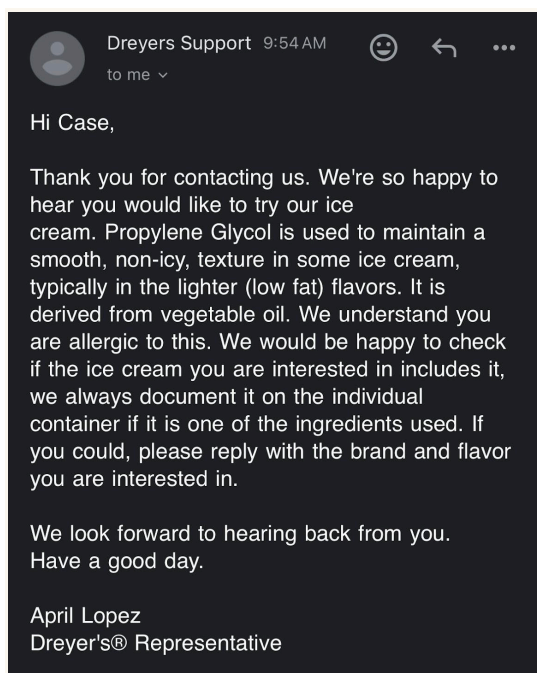 Dreyers Support 9:54 AM
to me
Hi Case,
Thank you for contacting us. We're so happy to
hear you would like to try our ice
cream. Propylene Glycol is used to maintain a
smooth, non-icy, texture in some ice cream,
typically in the lighter (low fat) flavors. It is
derived from vegetable oil. We understand you
are allergic to this. We would be happy to check
if the ice cream you are interested in includes it,
we always document it on the individual
container if it is one of the ingredients used. If
you could, please reply with the brand and flavor
you are interested in.
We look forward to hearing back from you.
Have a good day.
April Lopez
Dreyer's® Representative